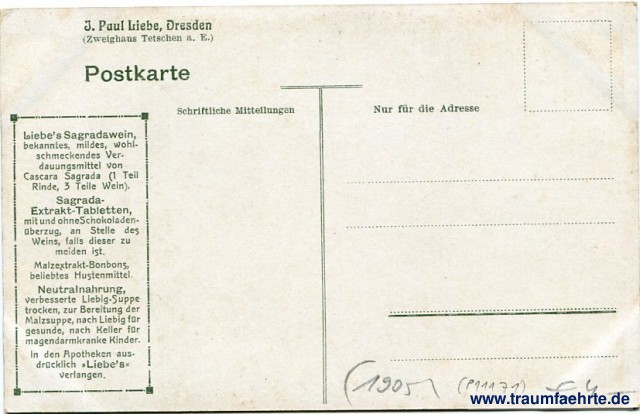 J. Paul Liebe, Dresden
(Zweighaus Tetschen a. E.)
Postkarte
Schriftliche Mitteilungen
Nur für die Adresse
Liebe's Sagradawein,
bekanntes, mildes, wohl-
schmeckendes Ver-
dauungsmittel von
Cascara Sagrada (1 Teil
Rinde, 3 Teile Wein).
Sagrada-
Extrakt-Tabletten,
mit und ohne Schokoladen-
überzug, an Stelle des
Weins, falls dieser zu
meiden ist.
Malzextrakt-Bonbons,
beliebtes Hustenmittel.
Neutralnahrung,
verbesserte Liebig-Suppe
trocken, zur Bereitung der
Malzsuppe, nach Liebig für
gesunde, nach Keller für
magendarmkranke Kinder.
In den Apotheken aus-
drücklich »Liebe's«
verlangen.
(1905) (P11171)
www.traumfaehrte.de